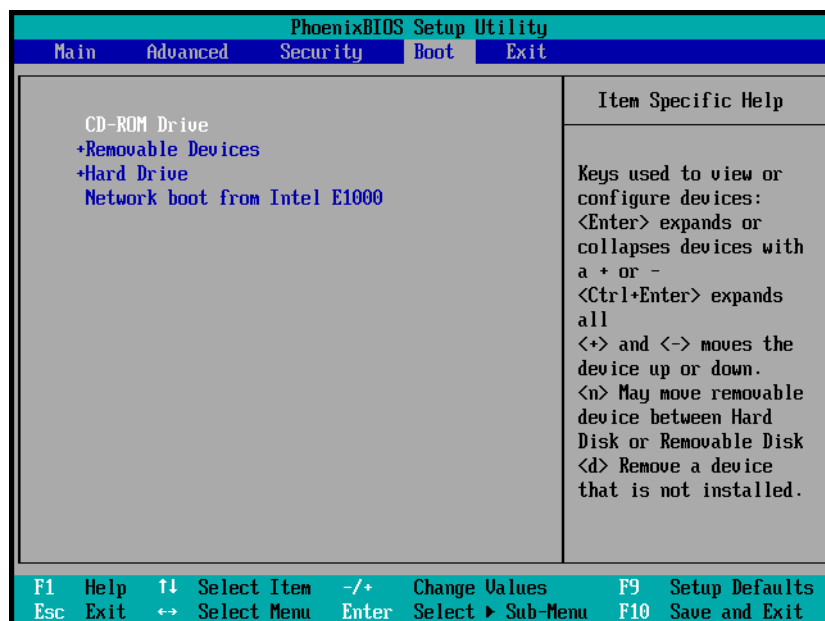 PhoenixBIOS Setup Utility
Main Advanced Security Boot Exit
CD-ROM Drive
+Removable Devices
+Hard Drive
Network boot from Intel E1000
Item Specific Help
Keys used to view or
configure devices:
<Enter> expands or
collapses devices with
a + or -
<Ctrl+Enter> expands
all
<+> and <-> moves the
device up or down.
<n> May move removable
device between Hard
Disk or Removable Disk
<d> Remove a device
that is not installed.
F1 Help ↑↓ Select Item -/+ Change Values F9 Setup Defaults
Esc Exit ↔ Select Menu Enter Select ▶ Sub-Menu F10 Save and Exit